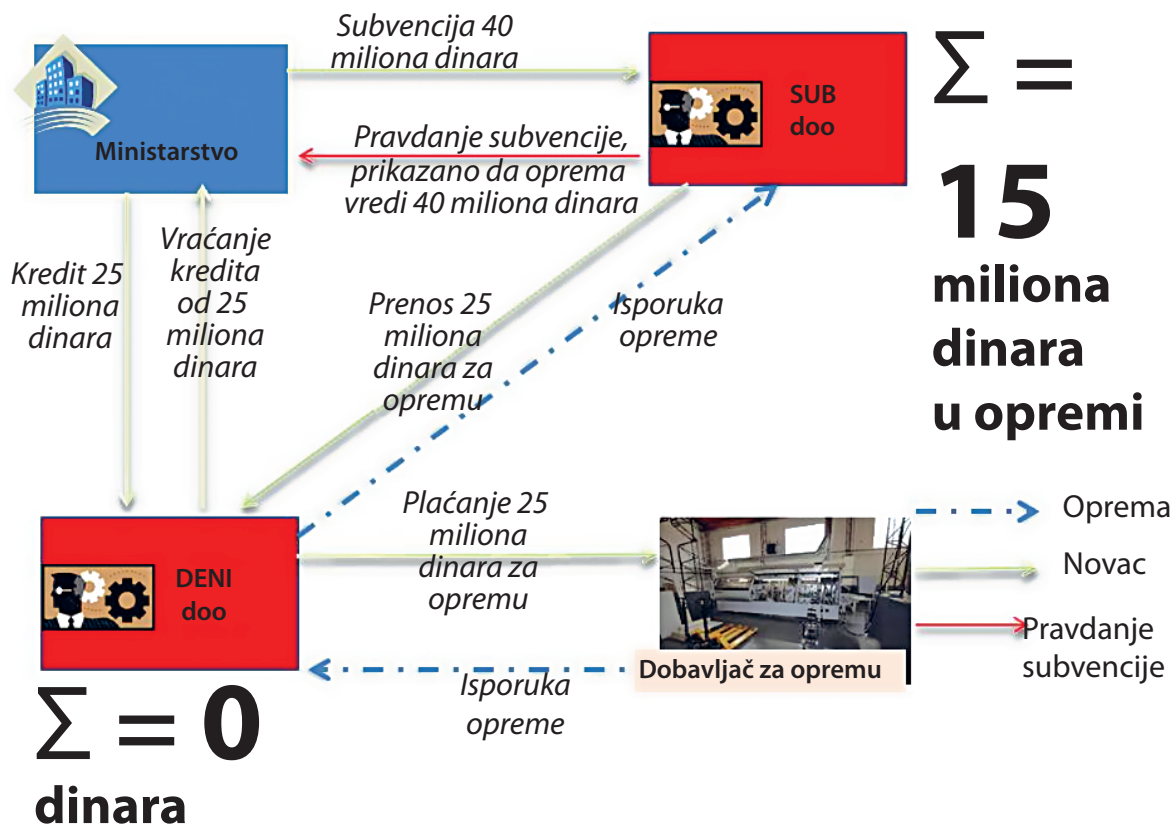 Subvencija 40
miliona dinara
Ministarstvo
SUB
doo
Σ =
15
miliona
dinara
u opremi
Pravdanje subvencije,
prikazano da oprema
vredi 40 miliona dinara
Kredit 25
miliona
dinara
Vraćanje
kredita
od 25
miliona
dinara
Prenos 25
miliona
dinara za
opremu
Isporuka
opreme
DENI
doo
Plaćanje 25
miliona
dinara za
opremu
Dobavljač za opremu
Isporuka
opreme
Oprema
Novac
Pravdanje
subvencije
Σ = 0
dinara